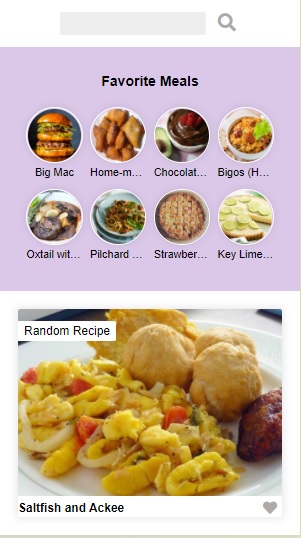 Favorite Meals
Big Mac Home-m... Chocolat... Bigos (H...
Oxtail wit... Pilchard ... Strawber... Key Lime...
Random Recipe
Saltfish and Ackee